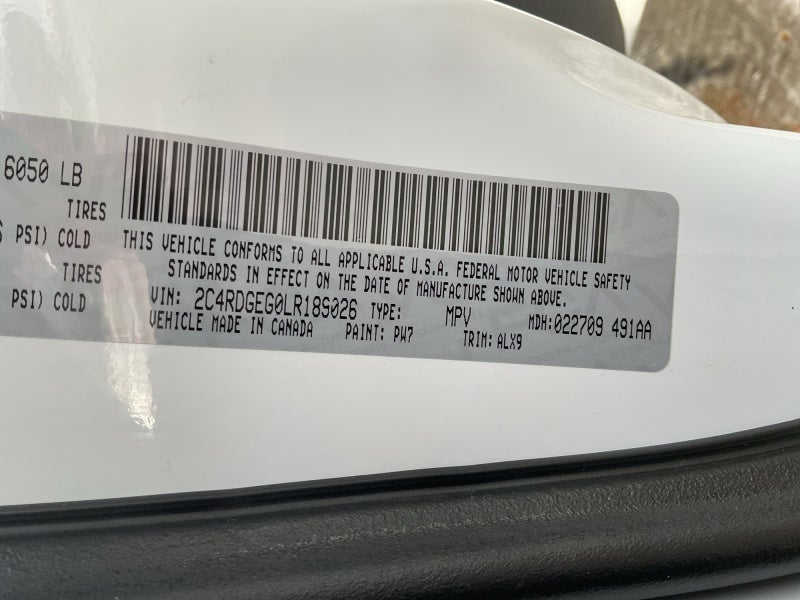 6050 LB
TIRES
PSI) COLD
TIRES
PSI) COLD
THIS VEHICLE CONFORMS TO ALL APPLICABLE U.S.A. FEDERAL MOTOR VEHICLE SAFETY
STANDARDS IN EFFECT ON THE DATE OF MANUFACTURE SHOWN ABOVE.
VIN: 2C4RDGEG0LR189026 TYPE: MPV MDH:022709 491AA
VEHICLE MADE IN CANADA PAINT: PW7 TRIM:ALX9